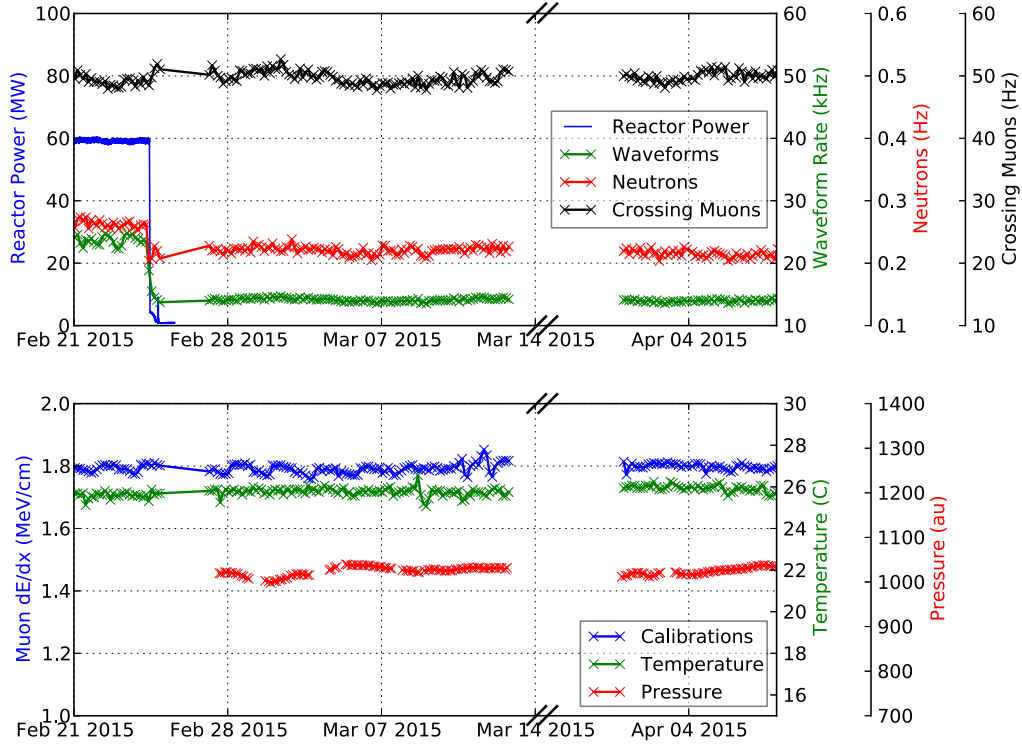 100
80
60
40
20
0
Reactor Power (MW)
60
50
40
30
20
10
Waveform Rate (kHz)
0.6
0.5
0.4
0.3
0.2
0.1
Neutrons (Hz)
60
50
40
30
20
10
Crossing Muons (Hz)
Reactor Power
Waveforms
Neutrons
Crossing Muons
Feb 21 2015
Feb 28 2015
Mar 07 2015
Mar 14 2015
Apr 04 2015
2.0
1.8
1.6
1.4
1.2
1.0
Muon dE/dx (MeV/cm)
30
28
26
24
22
20
18
16
Temperature (C)
1400
1300
1200
1100
1000
900
800
700
Pressure (au)
Calibrations
Temperature
Pressure
Feb 21 2015
Feb 28 2015
Mar 07 2015
Mar 14 2015
Apr 04 2015